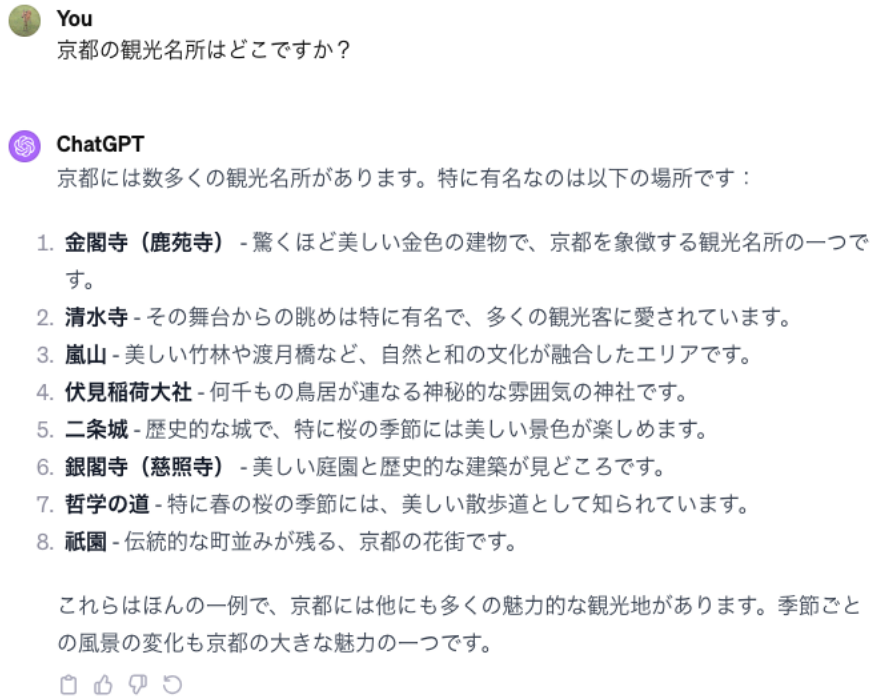 You
京都の観光名所はどこですか？
ChatGPT
京都には数多くの観光名所があります。特に有名なのは以下の場所です：
1. 金閣寺（鹿苑寺） - 驚くほど美しい金色の建物で、京都を象徴する観光名所の一つで
す。
2. 清水寺 - その舞台からの眺めは特に有名で、多くの観光客に愛されています。
3. 嵐山 - 美しい竹林や渡月橋など、自然と和の文化が融合したエリアです。
4. 伏見稲荷大社 - 何千もの鳥居が連なる神秘的な雰囲気の神社です。
5. 二条城 - 歴史的な城で、特に桜の季節には美しい景色が楽しめます。
6. 銀閣寺（慈照寺） - 美しい庭園と歴史的な建築が見どころです。
7. 哲学の道 - 特に春の桜の季節には、美しい散歩道として知られています。
8. 祇園 - 伝統的な町並みが残る、京都の花街です。
これらはほんの一例で、京都には他にも多くの魅力的な観光地があります。季節ごと
の風景の変化も京都の大きな魅力の一つです。